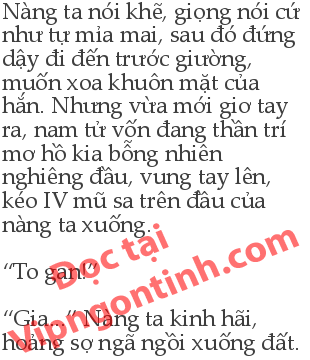 Nàng ta nói khẽ, giọng nói cứ
như tự mỉa mai, sau đó đứng
dậy đi đến trước giường,
muốn xoa khuôn mặt của
hắn. Nhưng vừa mới giơ tay
ra, nam tử vốn đang thần trí
mơ hồ kia bỗng nhiên
nghiêng đầu, vung tay lên,
kéo IV mũ sa trên đầu của
nàng ta xuống.
Đọc tại
Vipngontinh.com
“To gan!”
“Gia...” Nàng ta kinh hãi,
hoảng sợ ngã ngồi xuống đất.